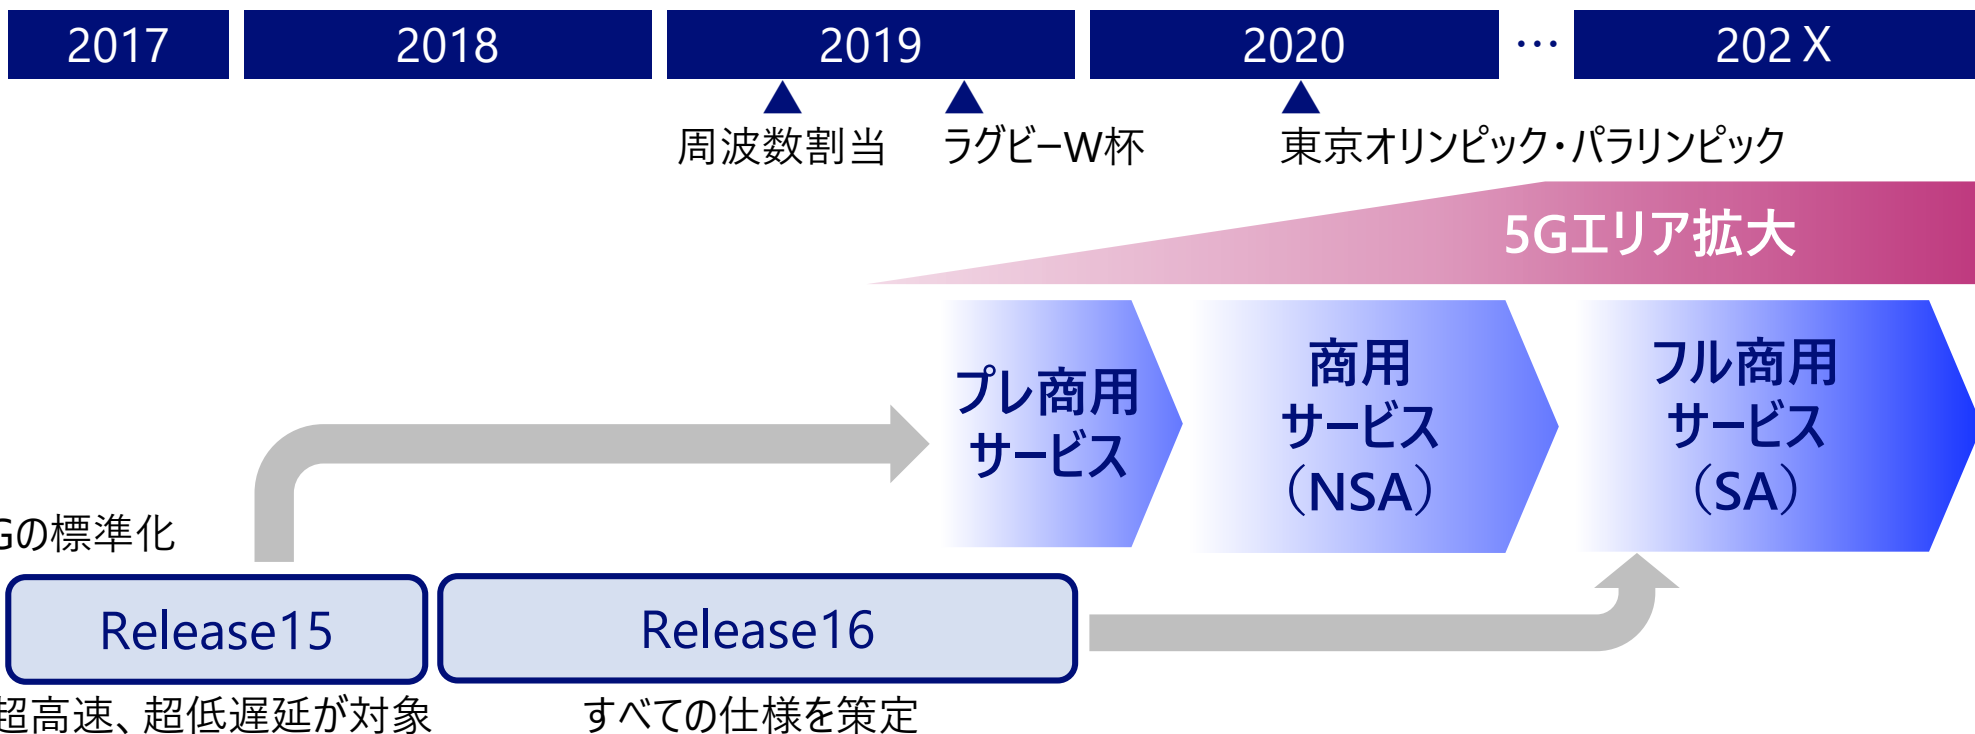 2017
2018
2019
2020
…
202X
周波数割当
ラグビーW杯
東京オリンピック・パラリンピック
5Gエリア拡大
プレ商用
サービス
商用
サービス
（NSA）
フル商用
サービス
（SA）
Gの標準化
Release15
Release16
超高速、超低遅延が対象
すべての仕様を策定